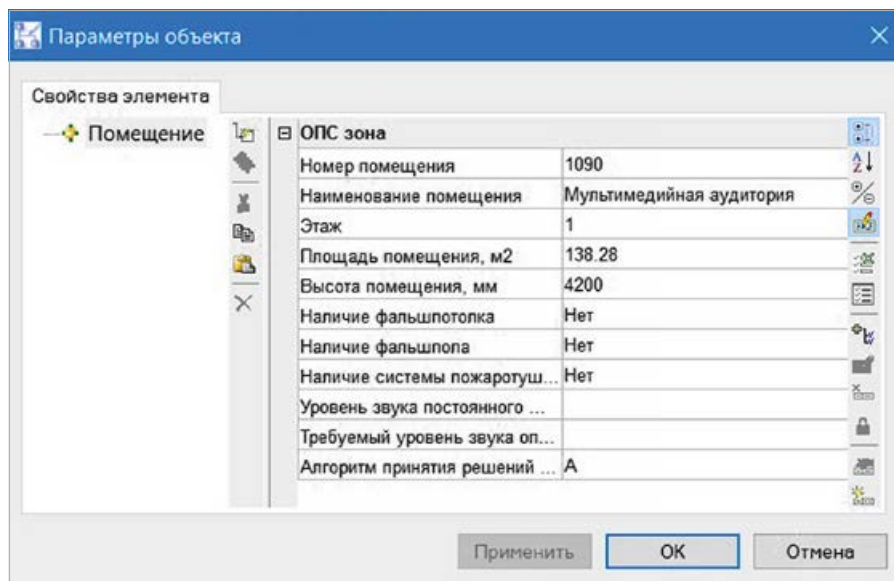 Параметры объекта
Свойства элемента
Помещение
ОПС зона
Номер помещения 1090
Наименование помещения Мультимедийная аудитория
Этаж 1
Площадь помещения, м2 138.28
Высота помещения, мм 4200
Наличие фальшпотолка Нет
Наличие фальшпола Нет
Наличие системы пожаротуш... Нет
Уровень звука постоянного ...
Требуемый уровень звука оп...
Алгоритм принятия решений ... А
Применить ОК Отмена